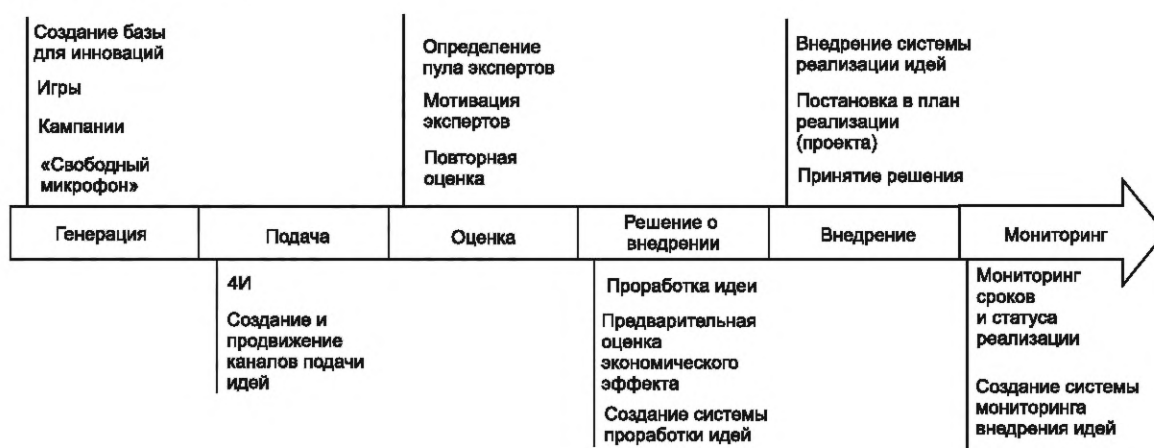 Создание базы
для инноваций
Игры
Кампании
«Свободный
микрофон»
Определение
пула экспертов
Мотивация
экспертов
Повторная
оценка
Внедрение системы
реализации идей
Постановка в план
реализации
(проекта)
Принятие решения
Генерация
Подача
Оценка
Решение о
внедрении
Внедрение
Мониторинг
4И
Создание и
продвижение
каналов подачи
идей
Проработка идеи
Предварительная
оценка
экономического
эффекта
Создание системы
проработки идей
Мониторинг
сроков
и статуса
реализации
Создание системы
мониторинга
внедрения идей